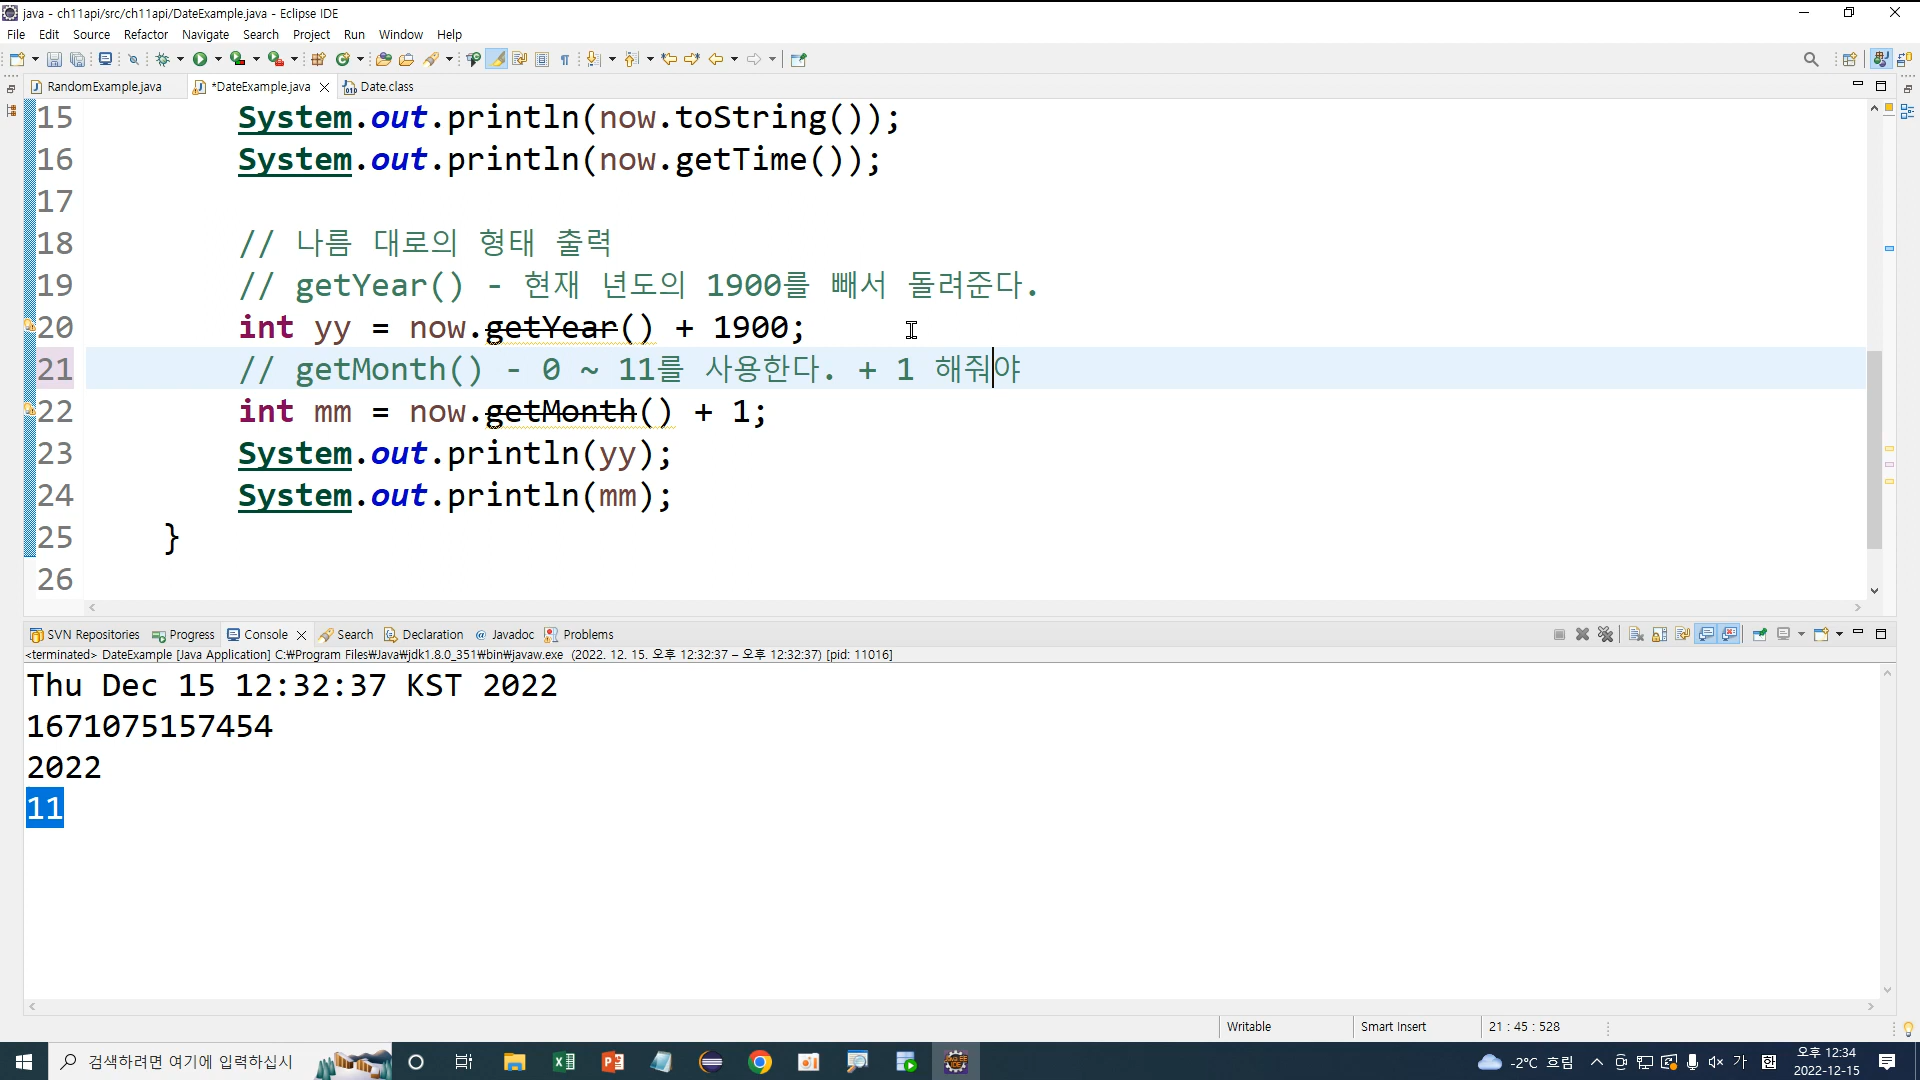 java - ch11api/src/ch11api/DateExample.java - Eclipse IDE
File Edit Source Refactor Navigate Search Project Run Window Help
RandomExample.java *DateExample.java Date.class
15 System.out.println(now.toString());
16 System.out.println(now.getTime());
17
18 // 나름 대로의 형태 출력
19 // getYear() - 현재 년도의 1900를 빼서 돌려준다.
20 int yy = now.getYear() + 1900;
21 // getMonth() - 0 ~ 11를 사용한다. + 1 해줘야
22 int mm = now.getMonth() + 1;
23 System.out.println(yy);
24 System.out.println(mm);
25 }
26
SVN Repositories Progress Console Search Declaration Javadoc Problems
<terminated> DateExample [Java Application] C:₩Program Files₩Java₩jdk1.8.0_351₩bin₩javaw.exe (2022. 12. 15. 오후 12:32:37 – 오후 12:32:37) [pid: 11016]
Thu Dec 15 12:32:37 KST 2022
1671075157454
2022
11
Writable Smart Insert 21 : 45 : 528
검색하려면 여기에 입력하십시
-2°C 흐림 가 한 오후 12:34
2022-12-15